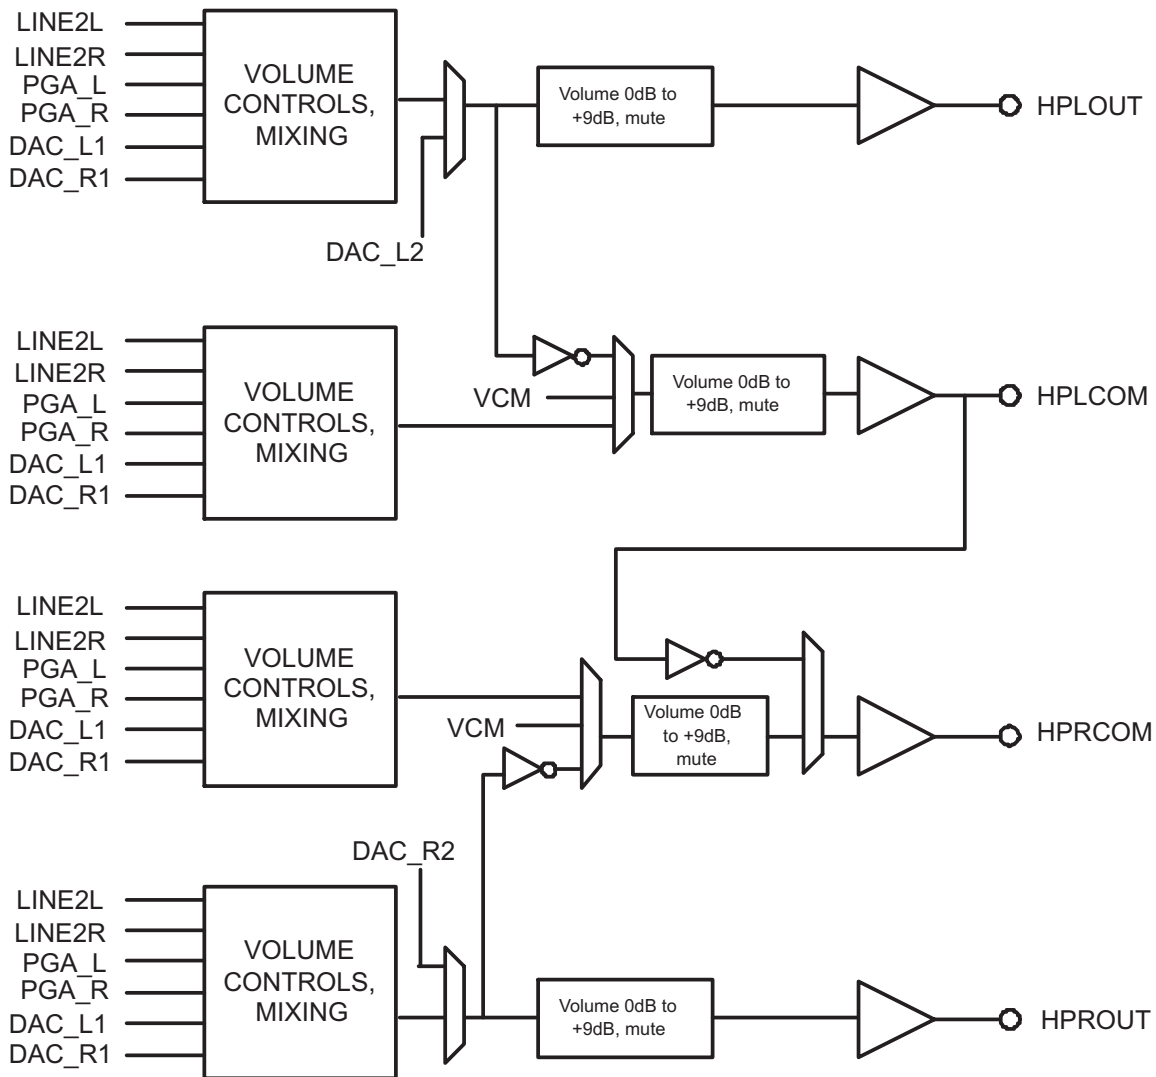 LINE2L
LINE2R
PGA_L
PGA_R
DAC_L1
DAC_R1
VOLUME
CONTROLS,
MIXING
DAC_L2
Volume 0dB to
+9dB, mute
HPLOUT
LINE2L
LINE2R
PGA_L
PGA_R
DAC_L1
DAC_R1
VOLUME
CONTROLS,
MIXING
VCM
Volume 0dB to
+9dB, mute
HPLCOM
LINE2L
LINE2R
PGA_L
PGA_R
DAC_L1
DAC_R1
VOLUME
CONTROLS,
MIXING
VCM
Volume 0dB
to +9dB,
mute
HPRCOM
DAC_R2
LINE2L
LINE2R
PGA_L
PGA_R
DAC_L1
DAC_R1
VOLUME
CONTROLS,
MIXING
Volume 0dB to
+9dB, mute
HPROUT